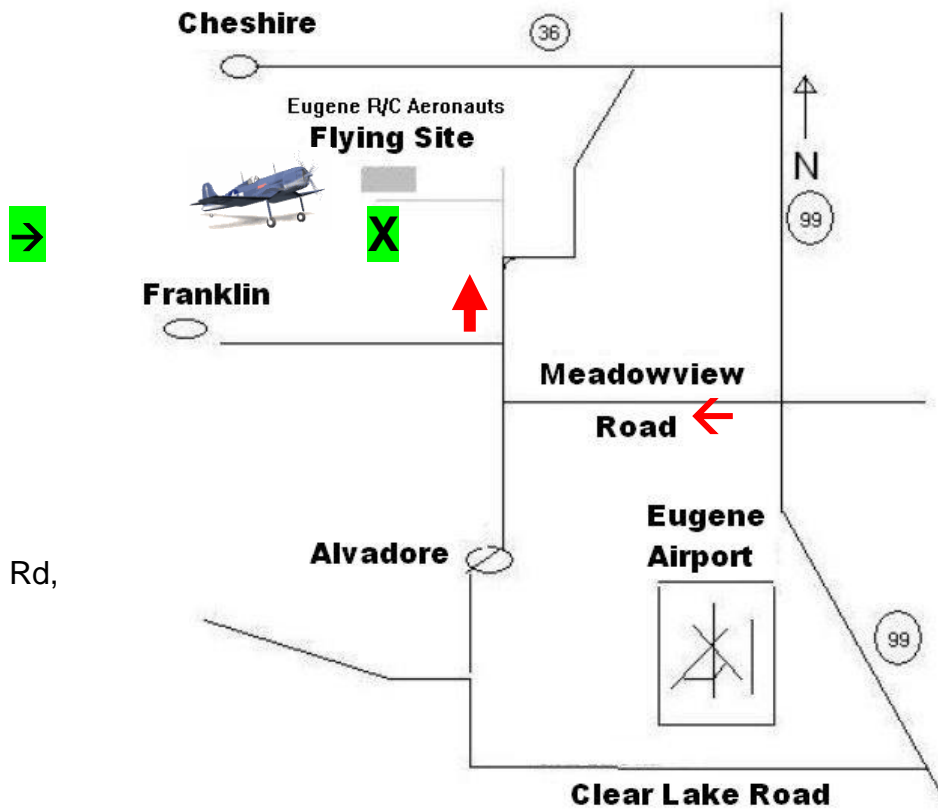 Cheshire
36
Eugene R/C Aeronauts
Flying Site
N
99
→ X
Franklin
Meadowview
Road ←
Eugene
Airport
Alvadore
Rd,
99
Clear Lake Road